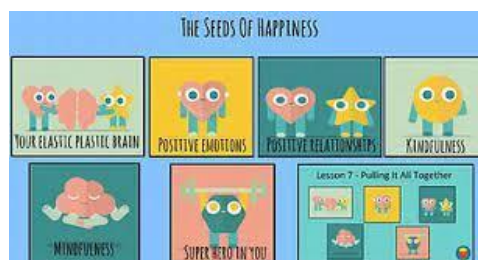 THE SEEDS OF HAPPINESS
YOUR ELASTIC PLASTIC BRAIN
POSITIVE EMOTIONS
POSITIVE RELATIONSHIPS
KINDFULNESS
MINDFULNESS
SUPER HERO IN YOU
Lesson 7 - Pulling It All Together